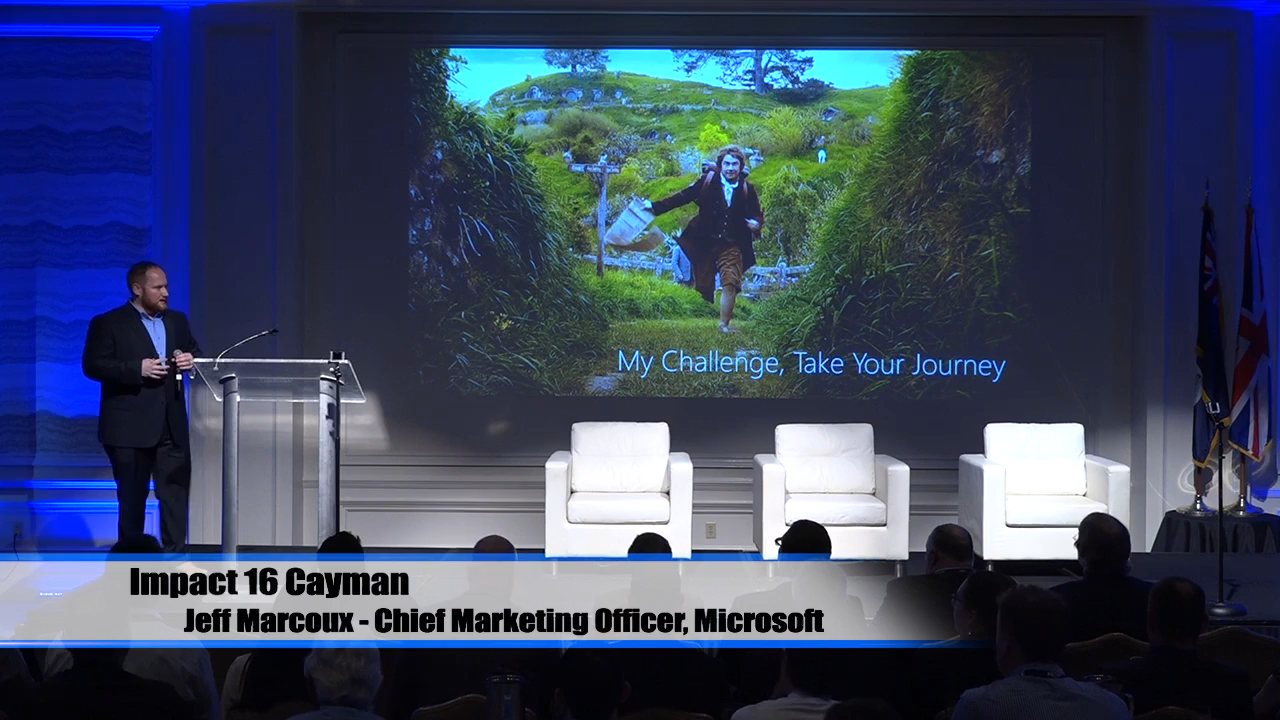 My Challenge, Take Your Journey
Impact 16 Cayman
Jeff Marcoux - Chief Marketing Officer, Microsoft